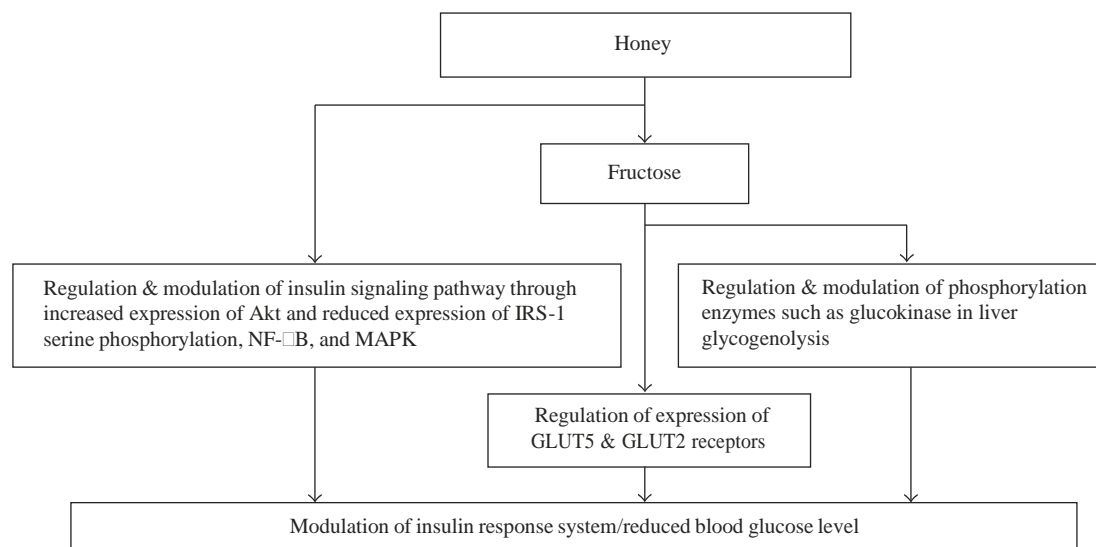 Honey
Fructose
Regulation & modulation of insulin signaling pathway through
increased expression of Akt and reduced expression of IRS-1
serine phosphorylation, NF-□B, and MAPK
Regulation & modulation of phosphorylation
enzymes such as glucokinase in liver
glycogenolysis
Regulation of expression of
GLUT5 & GLUT2 receptors
Modulation of insulin response system/reduced blood glucose level